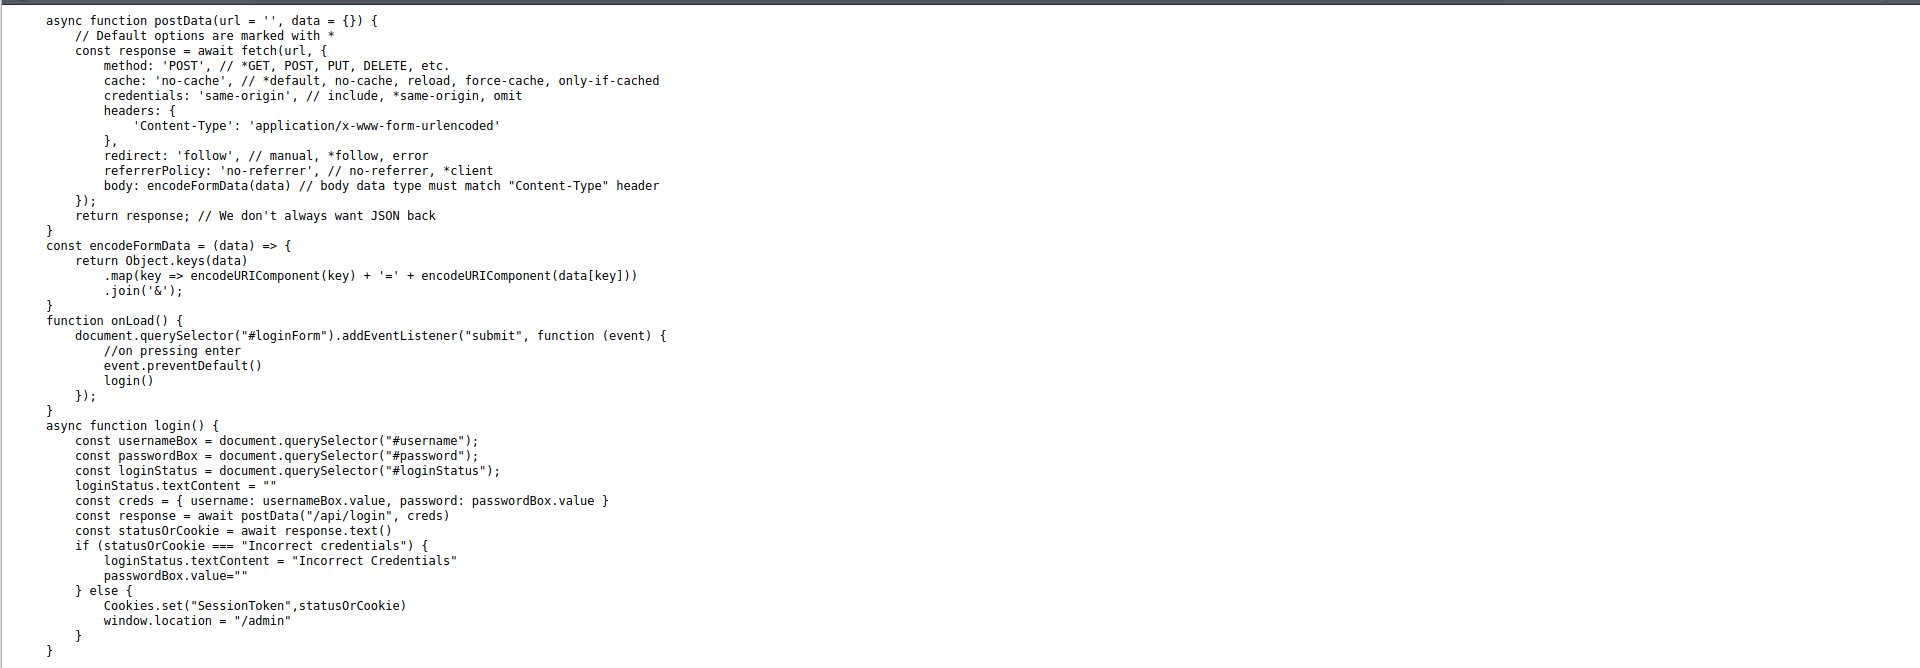 async function postData(url = '', data = {}) {
    // Default options are marked with *
    const response = await fetch(url, {
        method: 'POST', // *GET, POST, PUT, DELETE, etc.
        cache: 'no-cache', // *default, no-cache, reload, force-cache, only-if-cached
        credentials: 'same-origin', // include, *same-origin, omit
        headers: {
            'Content-Type': 'application/x-www-form-urlencoded'
        },
        redirect: 'follow', // manual, *follow, error
        referrerPolicy: 'no-referrer', // no-referrer, *client
        body: encodeFormData(data) // body data type must match "Content-Type" header
    });
    return response; // We don't always want JSON back
}
const encodeFormData = (data) => {
    return Object.keys(data)
        .map(key => encodeURIComponent(key) + '=' + encodeURIComponent(data[key]))
        .join('&');
}
function onLoad() {
    document.querySelector("#loginForm").addEventListener("submit", function (event) {
        //on pressing enter
        event.preventDefault()
        login()
    });
}
async function login() {
    const usernameBox = document.querySelector("#username");
    const passwordBox = document.querySelector("#password");
    const loginStatus = document.querySelector("#loginStatus");
    loginStatus.textContent = ""
    const creds = { username: usernameBox.value, password: passwordBox.value }
    const response = await postData("/api/login", creds)
    const statusOrCookie = await response.text()
    if (statusOrCookie === "Incorrect credentials") {
        loginStatus.textContent = "Incorrect Credentials"
        passwordBox.value=""
    } else {
        Cookies.set("SessionToken",statusOrCookie)
        window.location = "/admin"
    }
}